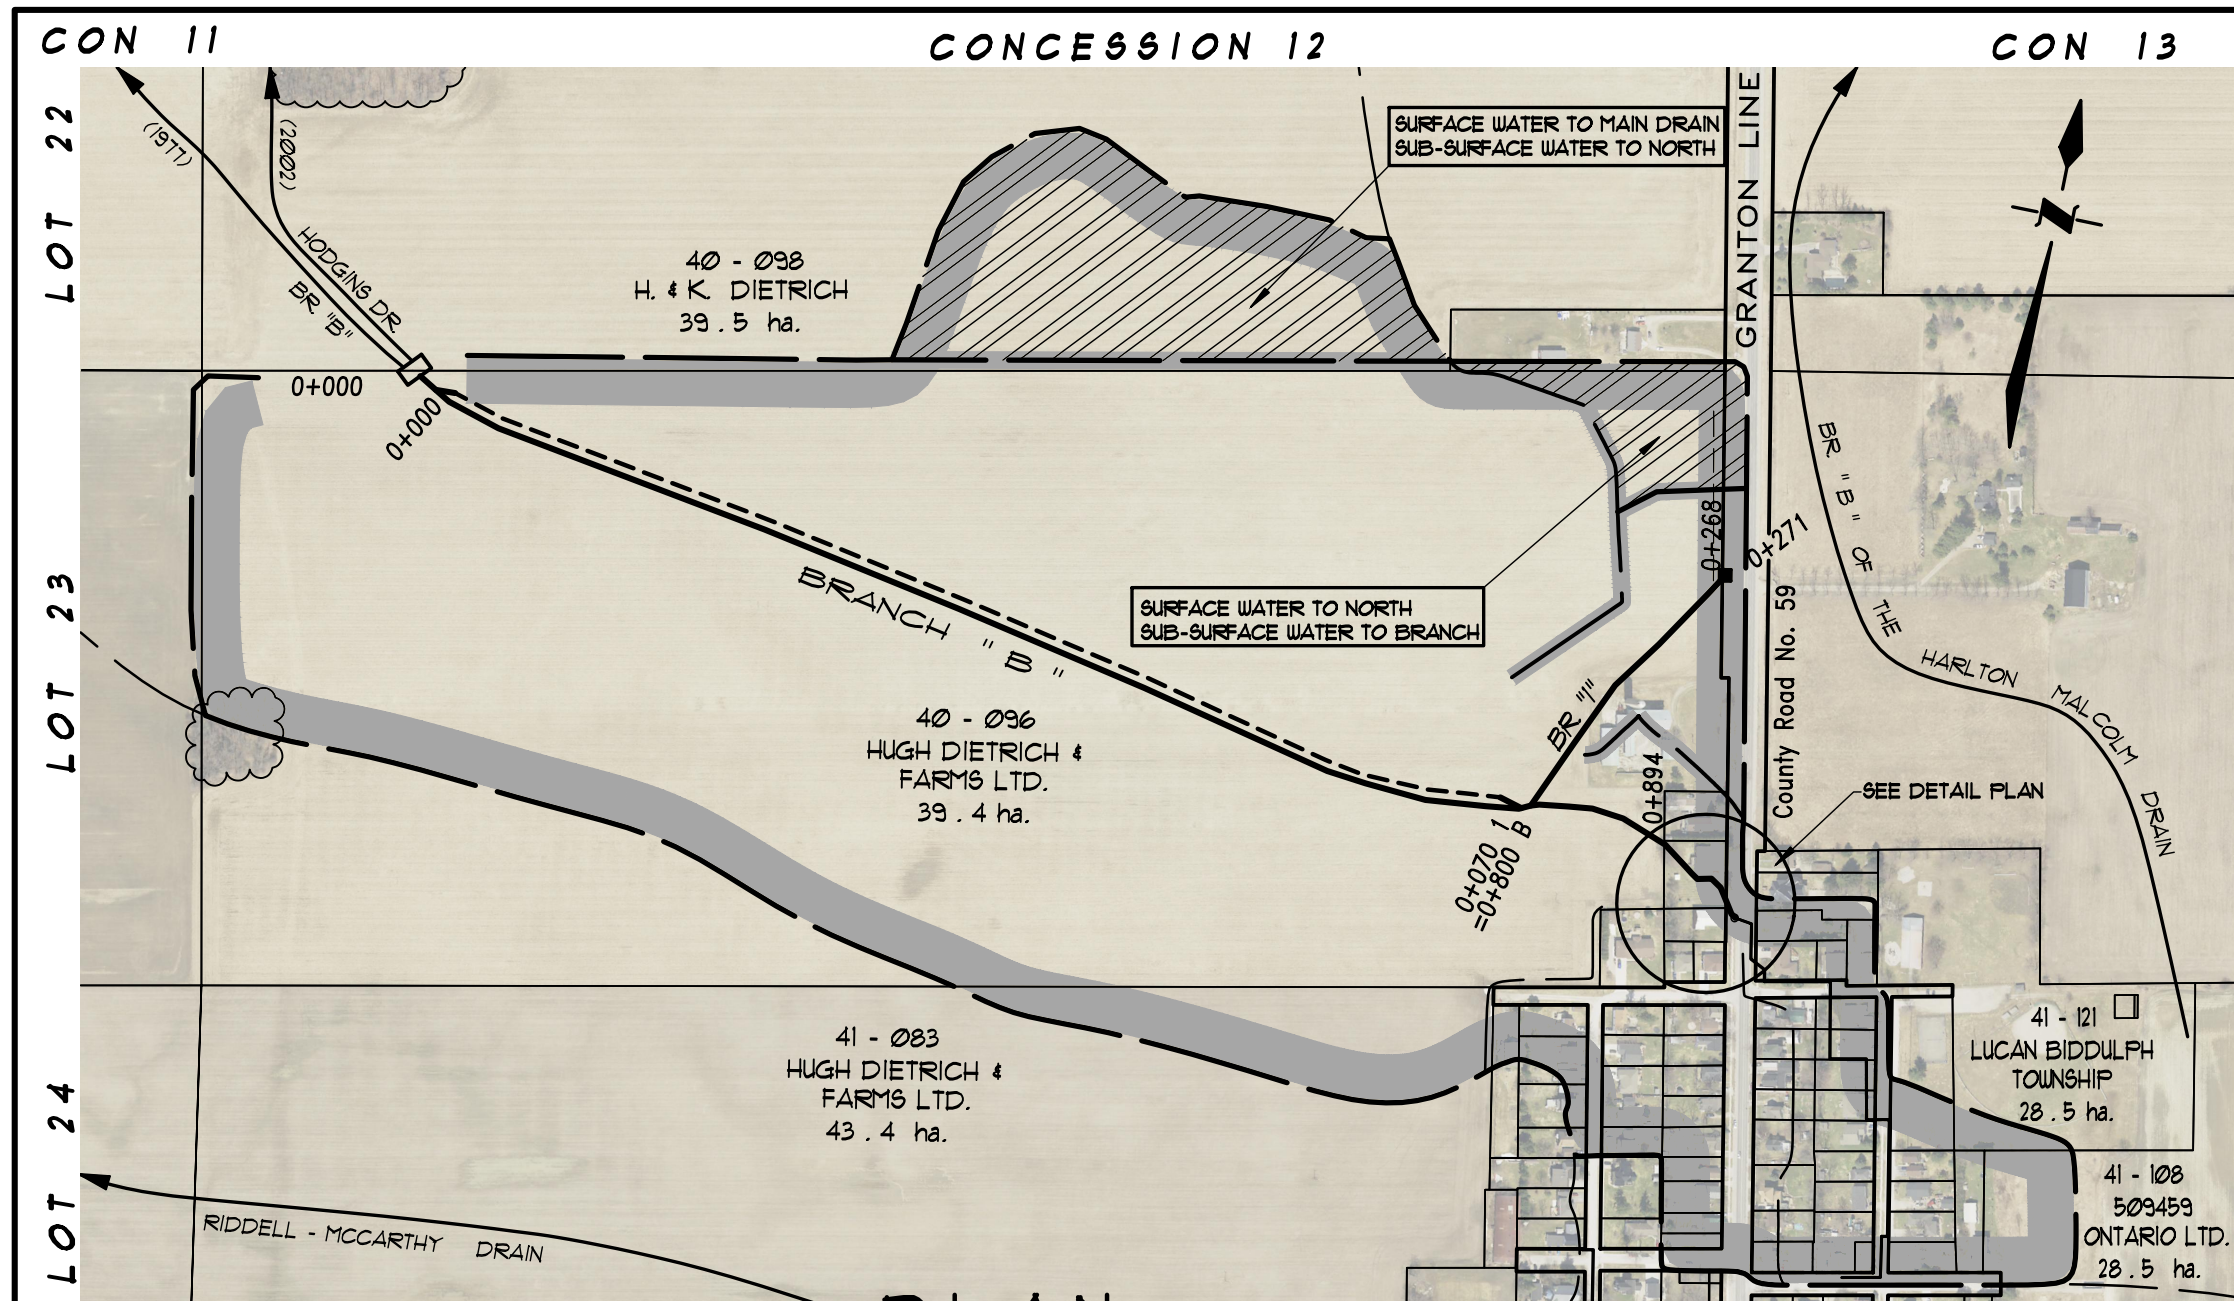 CON 11
CONCESSION 12
CON 13
LOT 22
LOT 23
LOT 24
(1977)
(2002)
HODGINS DR.
BR. "B"
SURFACE WATER TO MAIN DRAIN
SUB-SURFACE WATER TO NORTH
GRANTON LINE
40 - 098
H. & K. DIETRICH
39.5 ha.
0+000
0+000
BRANCH "B"
0+268
0+271
BR. "B" OF THE HARLTON MALCOLM DRAIN
SURFACE WATER TO NORTH
SUB-SURFACE WATER TO BRANCH
County Road No. 59
BR "1"
40 - 096
HUGH DIETRICH &
FARMS LTD.
39.4 ha.
0+894
SEE DETAIL PLAN
0+070 1
=0+800 B
41 - 083
HUGH DIETRICH &
FARMS LTD.
43.4 ha.
41 - 121
LUCAN BIDDULPH
TOWNSHIP
28.5 ha.
41 - 108
509459
ONTARIO LTD.
28.5 ha.
RIDDELL - MCCARTHY DRAIN